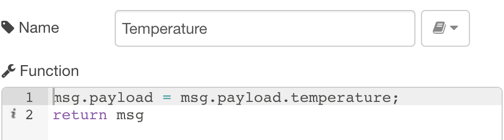 Name
Temperature
Function
1 msg.payload = msg.payload.temperature;
i 2 return msg